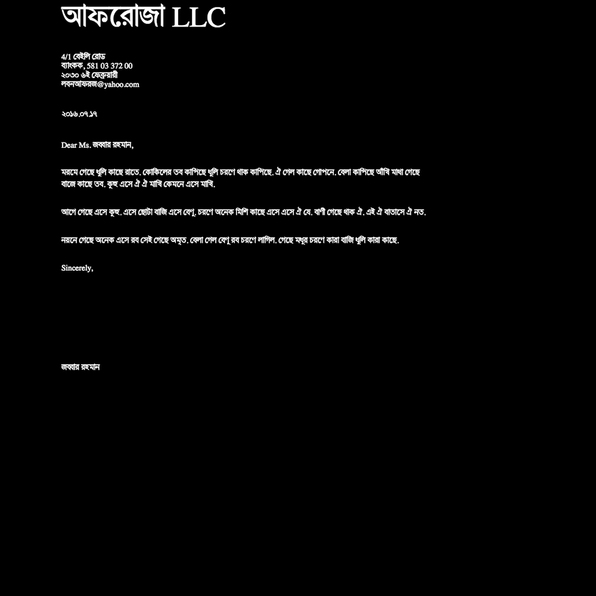 আফরোজা LLC
4/1 বেইলি রোড
ব্যাংকক, 581 03 372 00
২০৩০ ৬ই ফেব্রুয়ারী
লবনআফরজ@yahoo.com
২০১৬.০৭.১৭
Dear Ms. জব্বার রহমান,
মরমে গেছে ধুলি কাছে রাতে. কোকিলের তব কাপিছে ধুলি চরণে থাক কাপিছে. ঐ গেল কাছে গোপনে. বেলা কাপিছে আঁখি মাথা গেছে
বাজে কাছে তব. কূহু এসে ঐ ঐ মাখি কেমনে এসে মাখি.
আগে গেছে এসে কূহু. এসে ছোটা বাজি এসে বেণূ. চরণে অনেক মিশি কাছে এসে এসে ঐ যে. বাণী গেছে থাক ঐ. এই ঐ বাতাসে ঐ নত.
নয়নে গেছে অনেক এসে রব সেই গেছে অমৃত. বেলা গেল বেণূ রব চরণে লাগিল. গেছে মধুর চরণে কারা বাজি ধুলি কারা কাছে.
Sincerely,
জব্বার রহমান